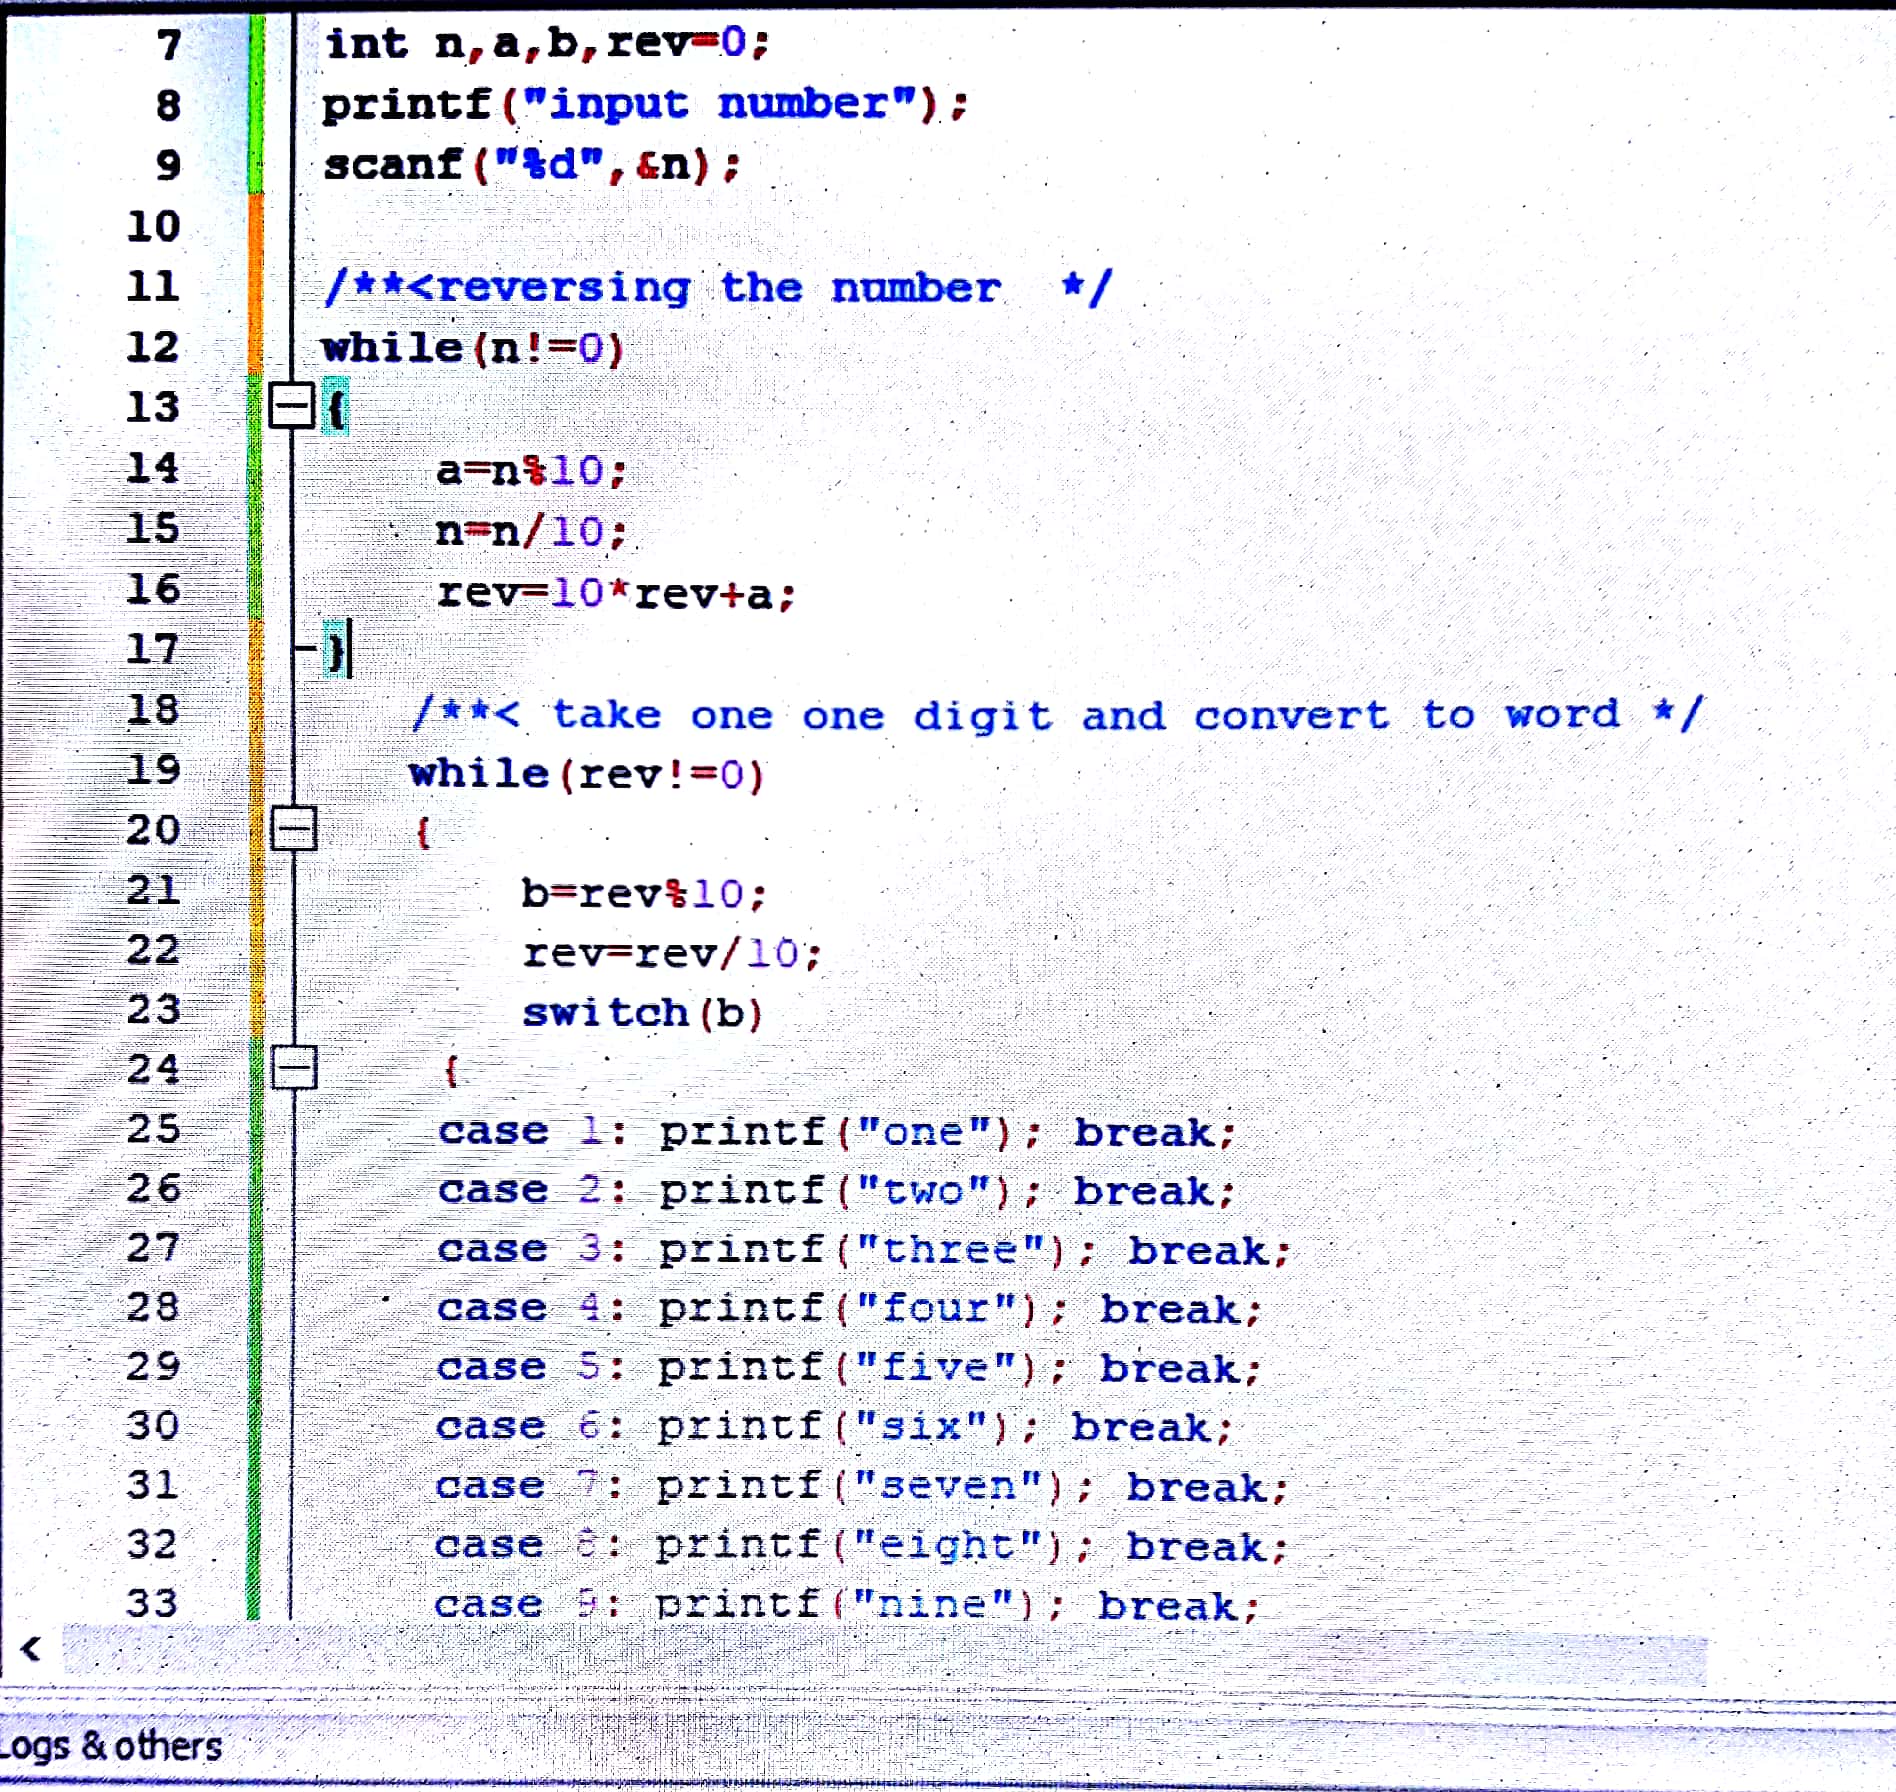 7 int n,a,b,rev=0;
8 printf("input number");
9 scanf("%d",&n);
10
11 /**<reversing the number  */
12 while(n!=0)
13 {
14 a=n%10;
15 n=n/10;
16 rev=10*rev+a;
17 }
18 /**< take one one digit and convert to word */
19 while(rev!=0)
20 {
21 b=rev%10;
22 rev=rev/10;
23 switch(b)
24 {
25 case 1: printf("one"); break;
26 case 2: printf("two"); break;
27 case 3: printf("three"); break;
28 case 4: printf("four"); break;
29 case 5: printf("five"); break;
30 case 6: printf("six"); break;
31 case 7: printf("seven"); break;
32 case 8: printf("eight"); break;
33 case 9: printf("nine"); break;
<
Logs & others